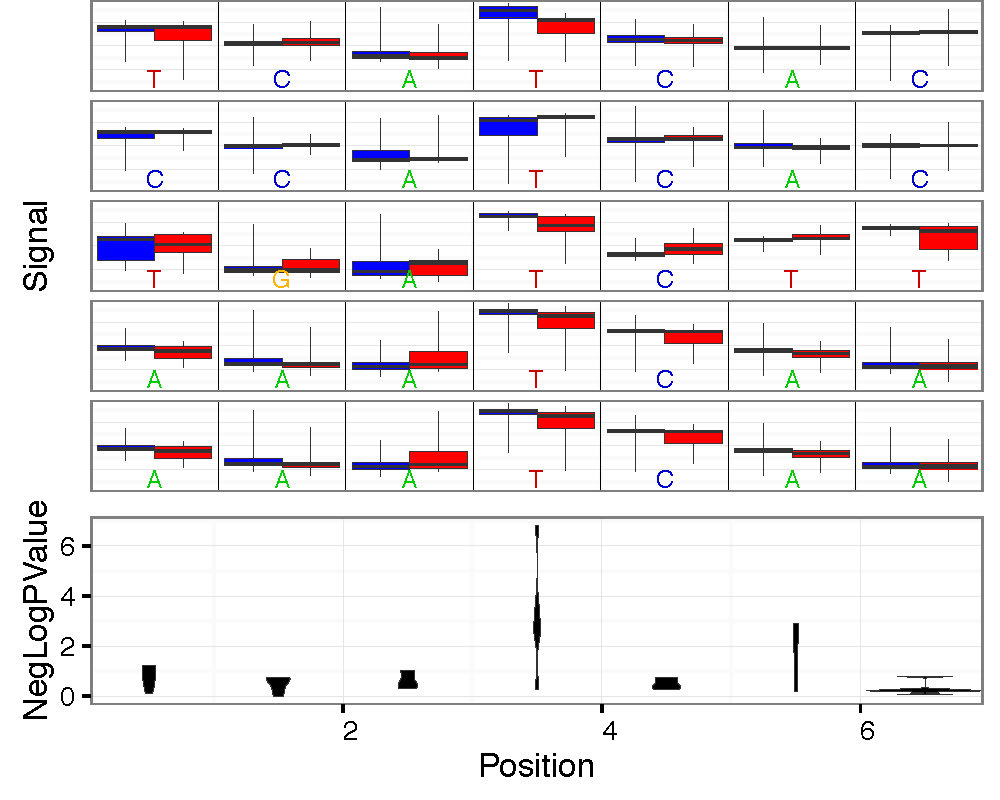 T C A T C A C
C C A T C A C
Signal
T G A T C T T
A A A T C A A
A A A T C A A
NegLogPValue
6
4
2
0
2 4 6
Position